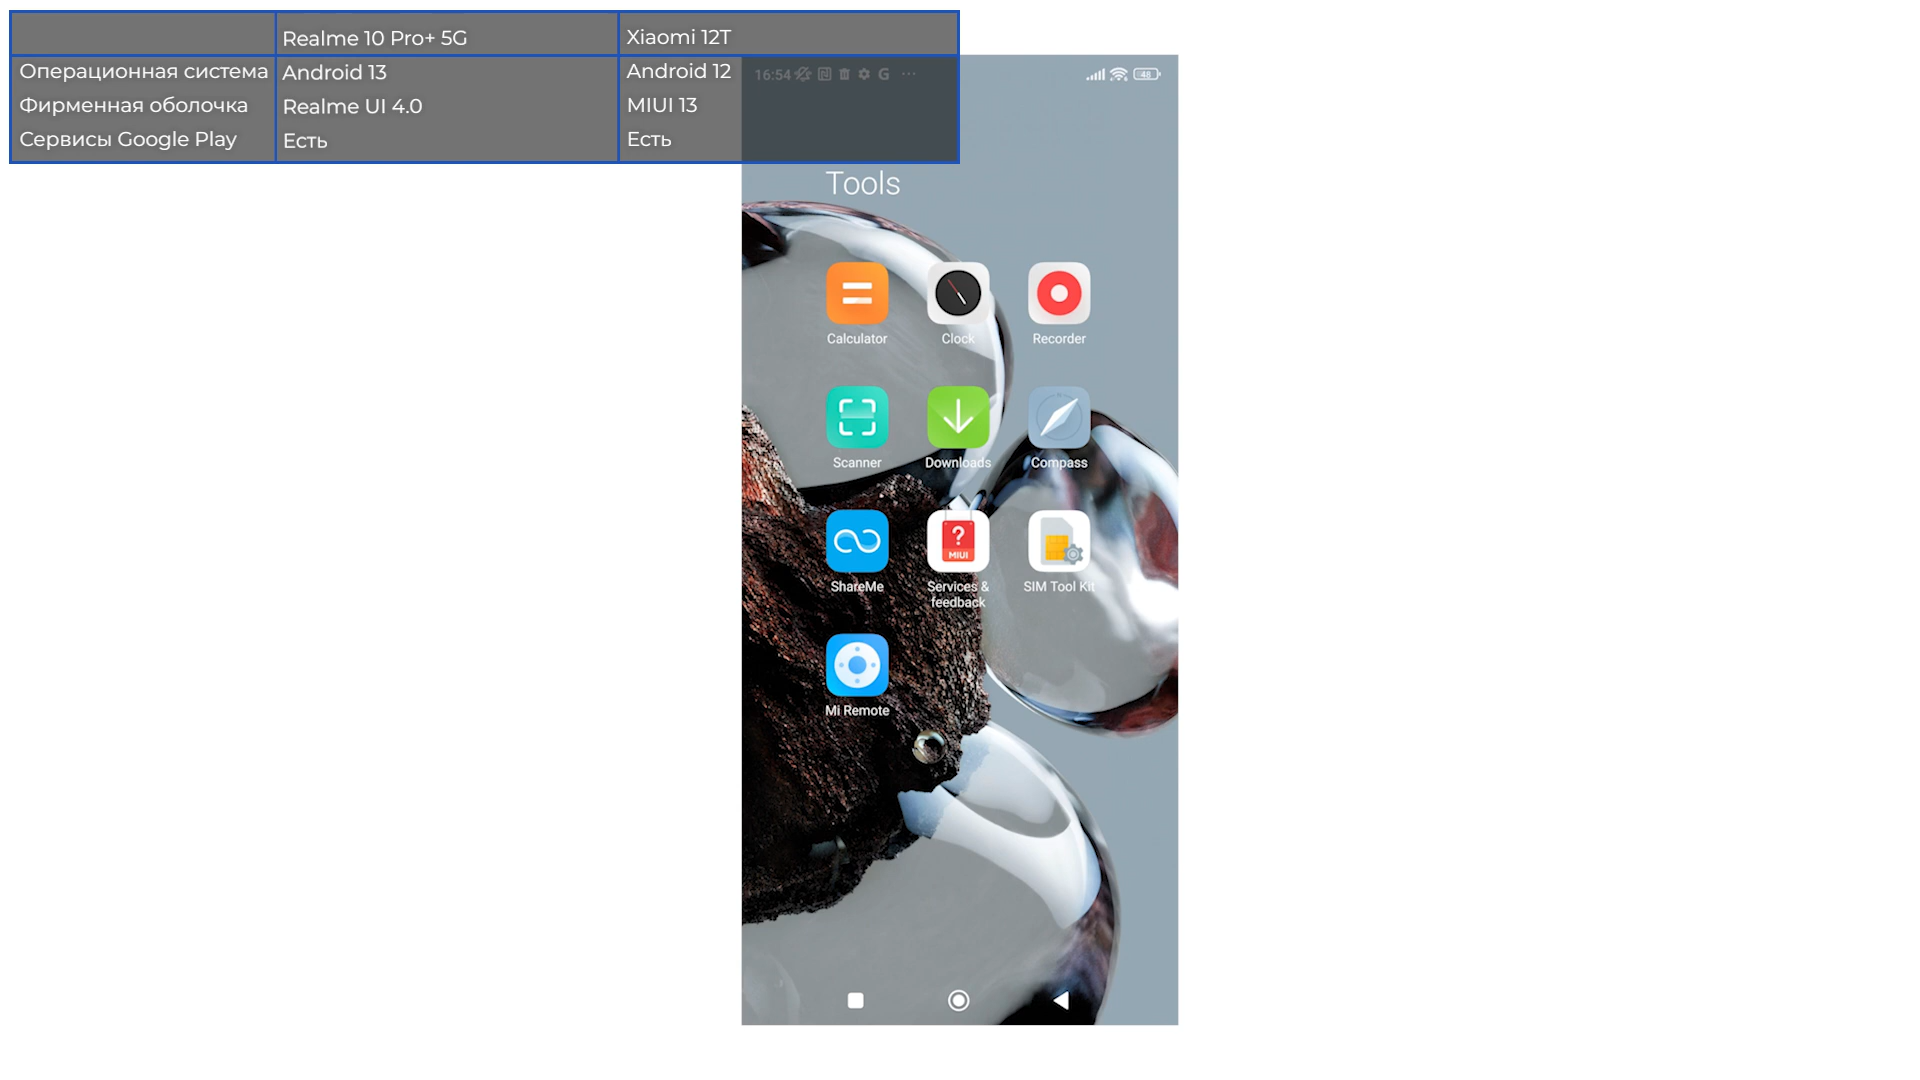 Realme 10 Pro+ 5G Xiaomi 12T
Операционная система Android 13 Android 12
Фирменная оболочка Realme UI 4.0 MIUI 13
Сервисы Google Play Есть Есть
16:54 G ··· 48
Tools
Calculator Clock Recorder
Scanner Downloads Compass
MIUI
ShareMe Services & SIM Tool Kit
feedback
Mi Remote